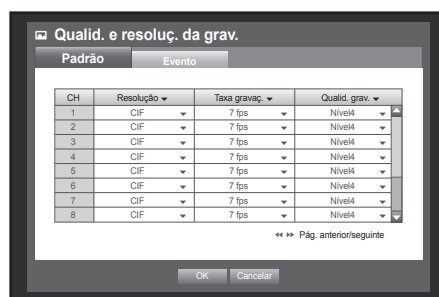 Qualid. e resoluç. da grav.
Padrão Evento
CH Resolução Taxa gravaç. Qualid. grav.
1 CIF 7 fps Nível4
2 CIF 7 fps Nível4
3 CIF 7 fps Nível4
4 CIF 7 fps Nível4
5 CIF 7 fps Nível4
6 CIF 7 fps Nível4
7 CIF 7 fps Nível4
8 CIF 7 fps Nível4
Pág. anterior/seguinte
OK Cancelar